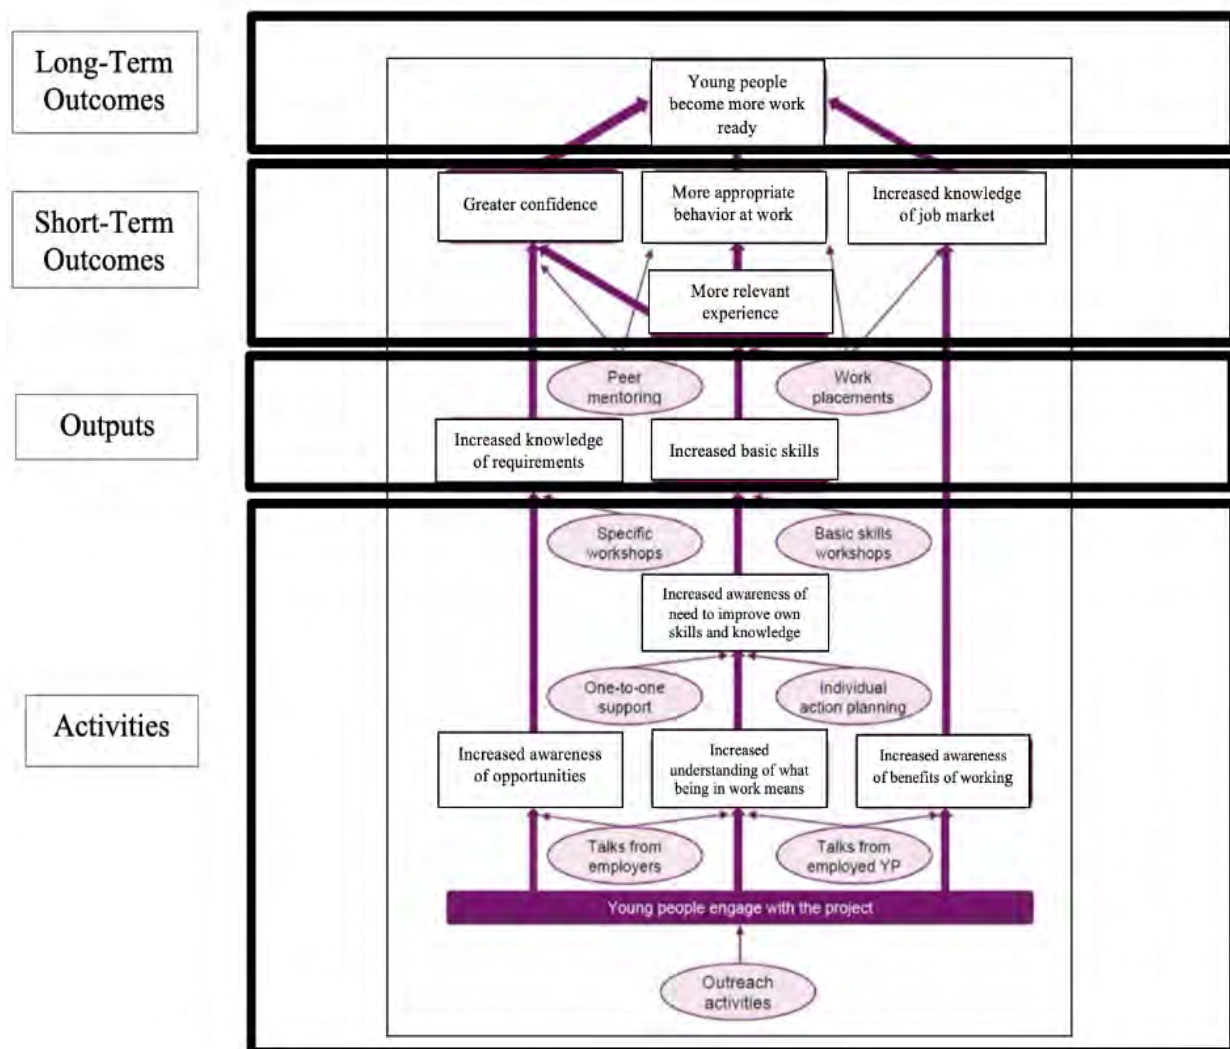 Long-Term
Outcomes
Young people
become more work
ready
Short-Term
Outcomes
Greater confidence
More appropriate
behavior at work
Increased knowledge
of job market
More relevant
experience
Outputs
Peer
mentoring
Work
placements
Increased knowledge
of requirements
Increased basic skills
Activities
Specific
workshops
Basic skills
workshops
Increased awareness of
need to improve own
skills and knowledge
One-to-one
support
Individual
action planning
Increased awareness
of opportunities
Increased
understanding of what
being in work means
Increased awareness
of benefits of working
Talks from
employers
Talks from
employed YP
Young people engage with the project
Outreach
activities